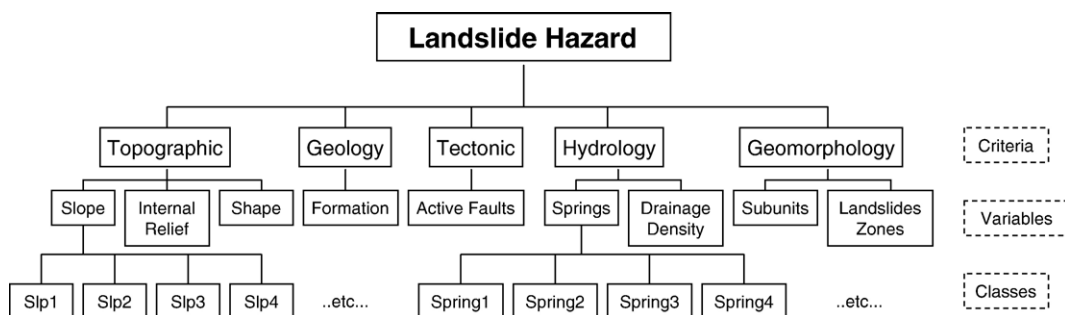 Landslide Hazard
Topographic
Geology
Tectonic
Hydrology
Geomorphology
Criteria
Slope
Internal
Relief
Shape
Formation
Active Faults
Springs
Drainage
Density
Subunits
Landslides
Zones
Variables
Slp1
Slp2
Slp3
Slp4
..etc...
Spring1
Spring2
Spring3
Spring4
..etc...
Classes